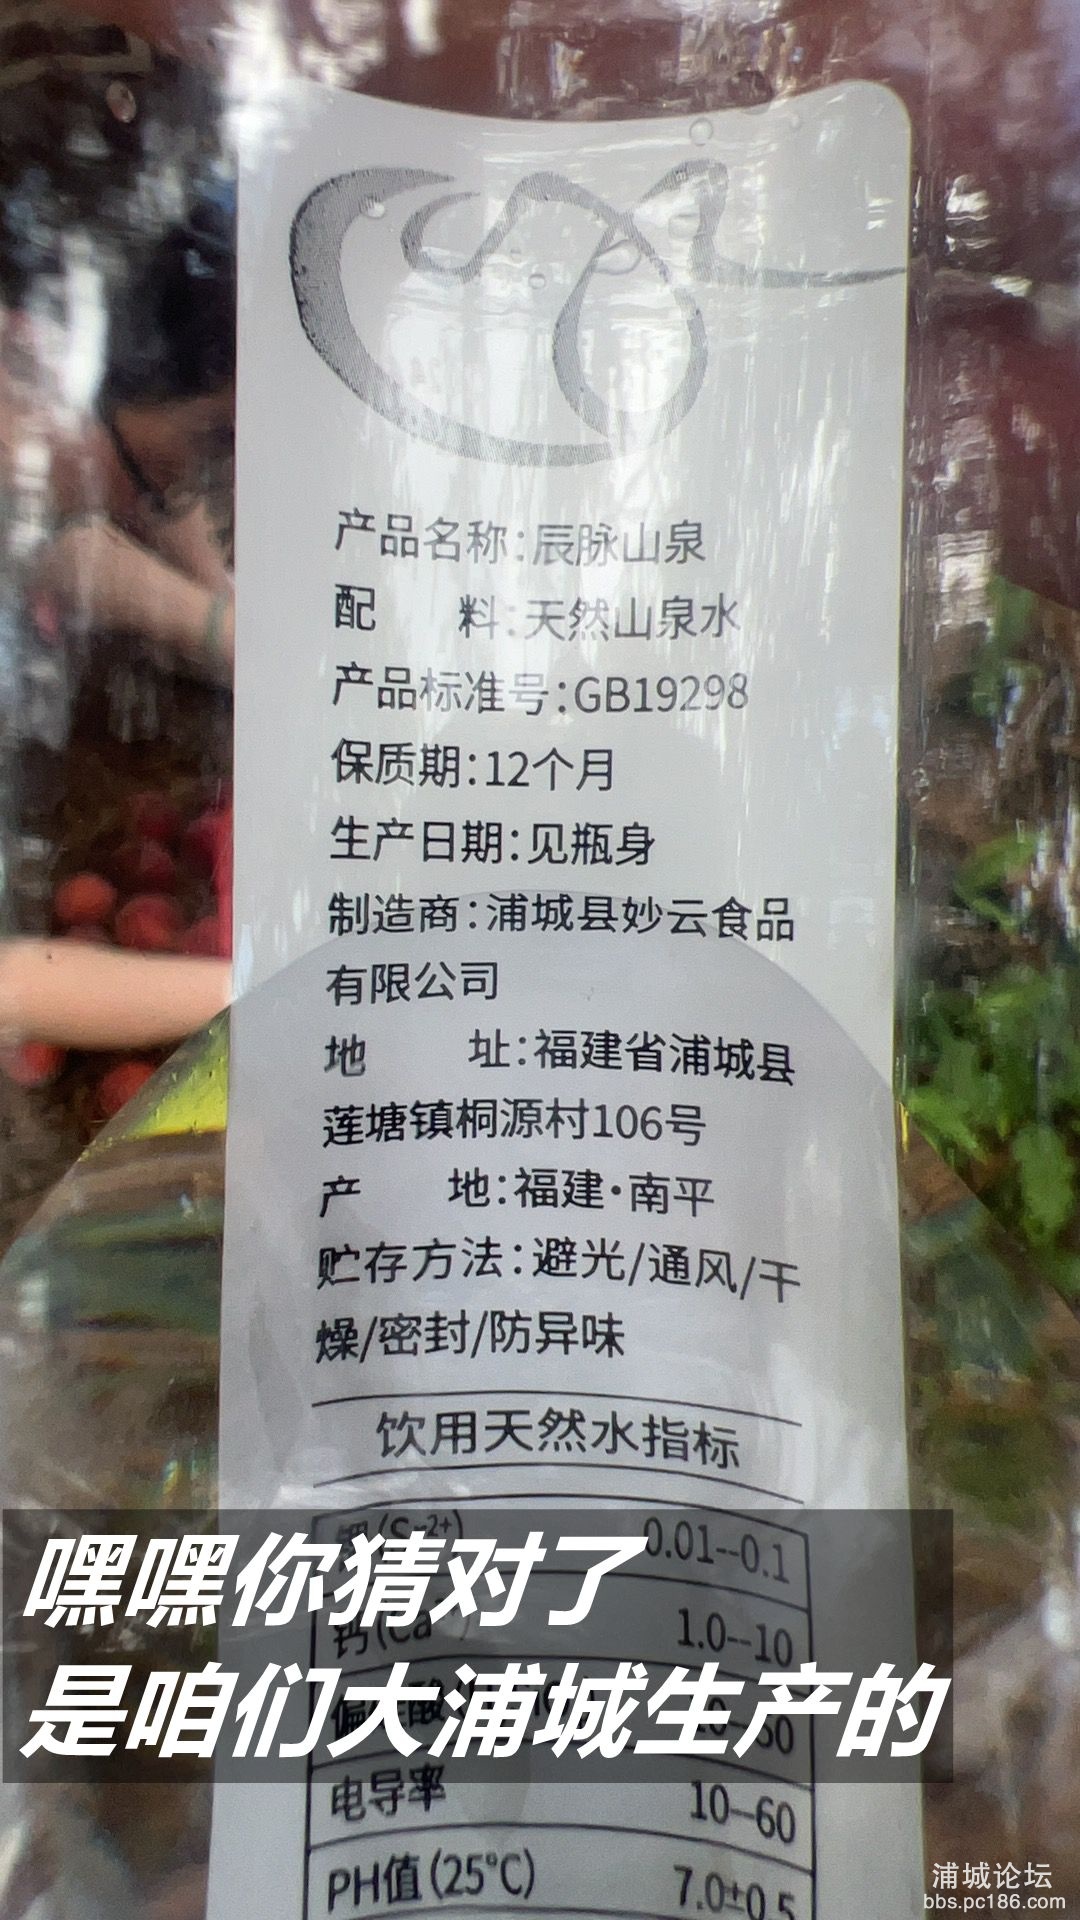 产品名称:辰脉山泉
配 料:天然山泉水
产品标准号:GB19298
保质期:12个月
生产日期:见瓶身
制造商:浦城县妙云食品
有限公司
地 址:福建省浦城县
莲塘镇桐源村106号
产 地:福建·南平
贮存方法:避光/通风/干
燥/密封/防异味
饮用天然水指标
0.01--0.1
嘿嘿你猜对了
钙(Ca 1.0--10
是咱们大浦城生产的
电导率 10--60
PH值(25℃) 7.0±0.5
浦城论坛
bbs.pc186.com